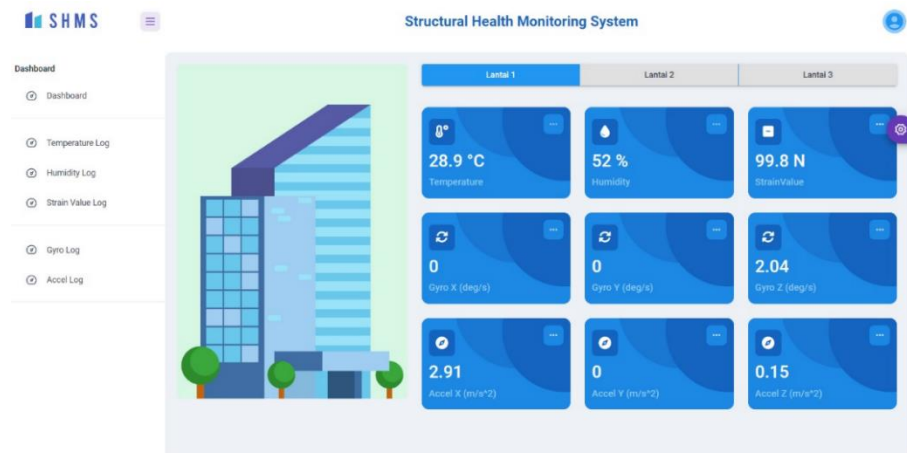 SHMS
Structural Health Monitoring System
Dashboard
Dashboard
Temperature Log
Humidity Log
Strain Value Log
Gyro Log
Accel Log
Lantai 1
Lantai 2
Lantai 3
28.9 °C
Temperature
52 %
Humidity
99.8 N
StrainValue
0
Gyro X (deg/s)
0
Gyro Y (deg/s)
2.04
Gyro Z (deg/s)
2.91
Accel X (m/s^2)
0
Accel Y (m/s^2)
0.15
Accel Z (m/s^2)